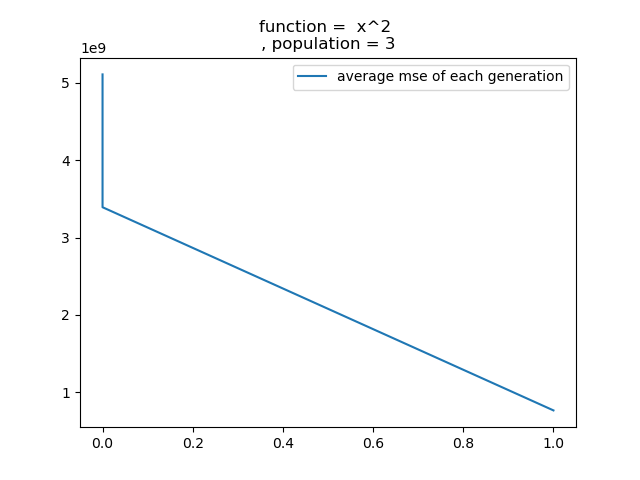 function =  x^2
, population = 3
1e9
average mse of each generation
5
4
3
2
1
0.0 0.2 0.4 0.6 0.8 1.0